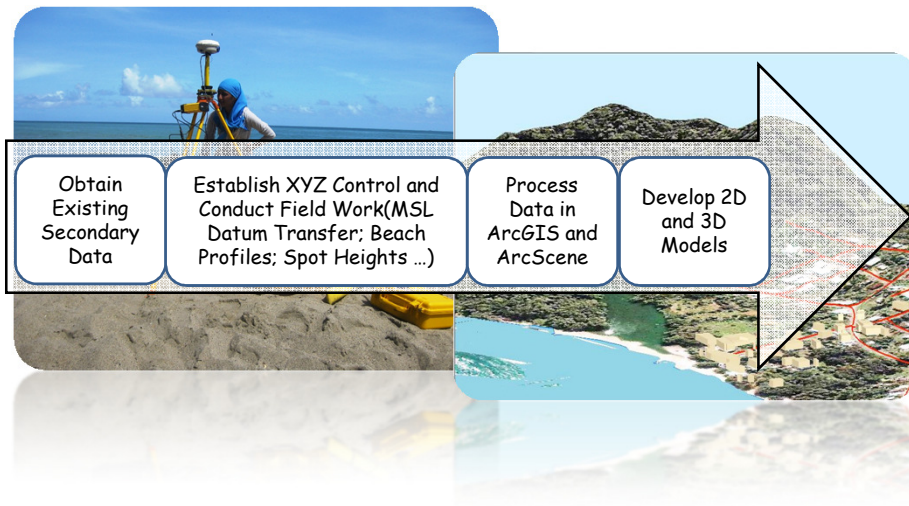 Obtain
Existing
Secondary
Data
Establish XYZ Control and
Conduct Field Work(MSL
Datum Transfer; Beach
Profiles; Spot Heights ...)
Process
Data in
ArcGIS and
ArcScene
Develop 2D
and 3D
Models